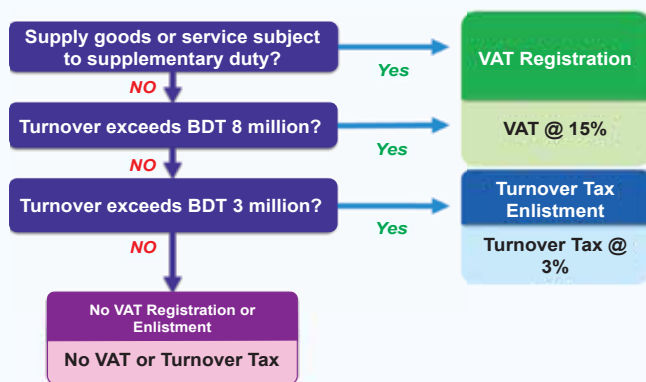 Supply goods or service subject
to supplementary duty?
Yes
VAT Registration
NO
Turnover exceeds BDT 8 million?
Yes
VAT @ 15%
NO
Turnover exceeds BDT 3 million?
Yes
Turnover Tax
Enlistment
NO
Turnover Tax @
3%
No VAT Registration or
Enlistment
No VAT or Turnover Tax